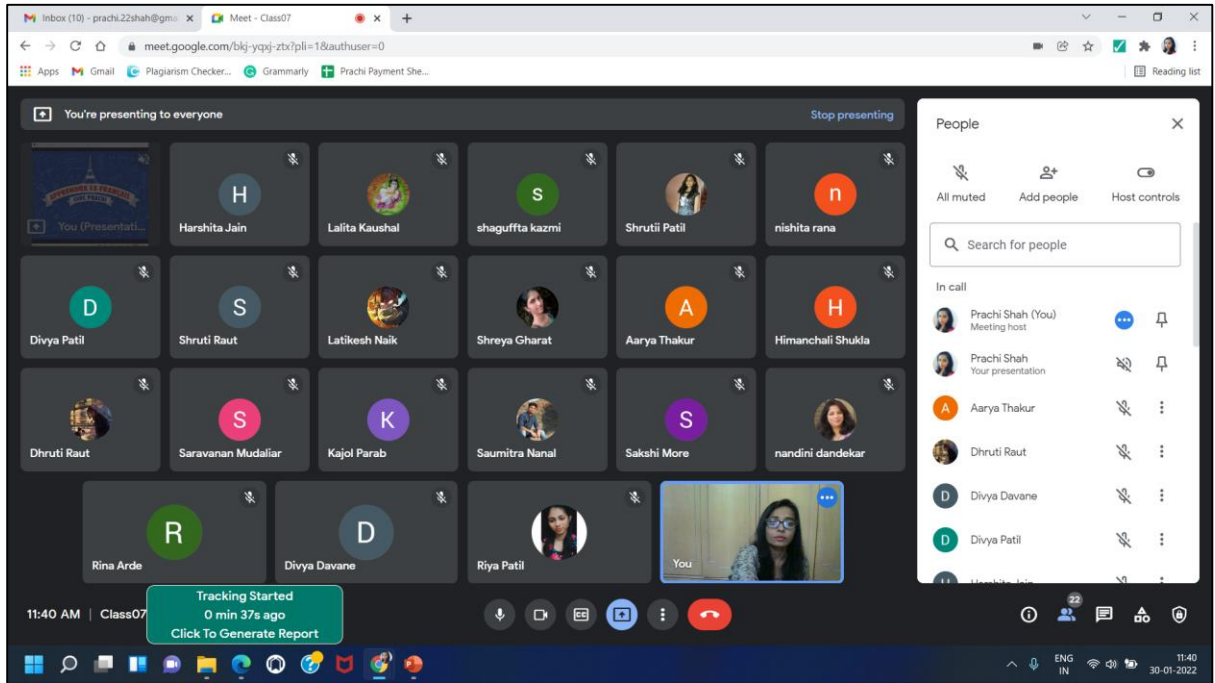 Inbox (10) - prachi.22shah@gma
Meet - Class07
meet.google.com/bkj-yqxj-ztx?pli=1&authuser=0
Apps Gmail Plagiarism Checker... Grammarly Prachi Payment She... Reading list
You're presenting to everyone Stop presenting
You (Presentati...
H
Harshita Jain
Lalita Kaushal
s
shaguffta kazmi
Shrutii Patil
n
nishita rana
D
Divya Patil
S
Shruti Raut
Latikesh Naik
Shreya Gharat
A
Aarya Thakur
H
Himanchali Shukla
Dhruti Raut
S
Saravanan Mudaliar
K
Kajol Parab
Saumitra Nanal
S
Sakshi More
nandini dandekar
R
Rina Arde
D
Divya Davane
Riya Patil
You
People
All muted Add people Host controls
Search for people
In call
Prachi Shah (You)
Meeting host
Prachi Shah
Your presentation
A Aarya Thakur
Dhruti Raut
D Divya Davane
D Divya Patil
11:40 AM | Class07
Tracking Started
0 min 37s ago
Click To Generate Report
CC
22
ENG
IN
11:40
30-01-2022